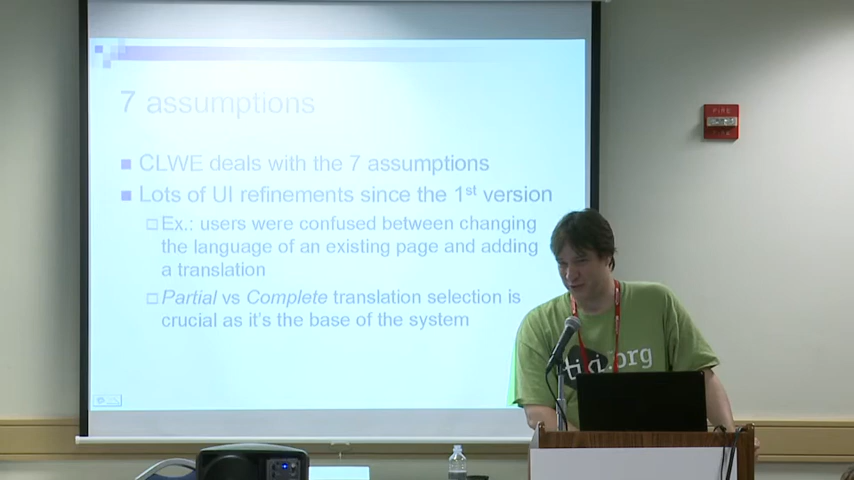 7 assumptions
CLWE deals with the 7 assumptions
Lots of UI refinements since the 1st version
Ex.: users were confused between changing
the language of an existing page and adding
a translation
Partial vs Complete translation selection is
crucial as it's the base of the system
FIRE
.org